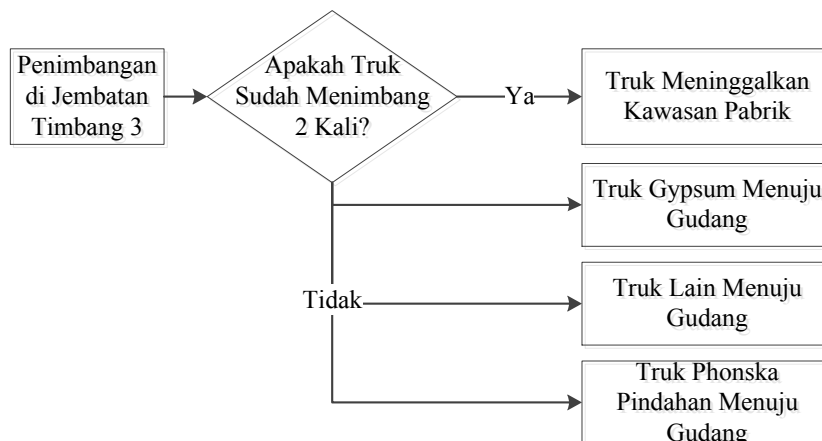 Penimbangan
di Jembatan
Timbang 3
Apakah Truk
Sudah Menimbang
2 Kali?
Ya
Truk Meninggalkan
Kawasan Pabrik
Truk Gypsum Menuju
Gudang
Tidak
Truk Lain Menuju
Gudang
Truk Phonska
Pindahan Menuju
Gudang